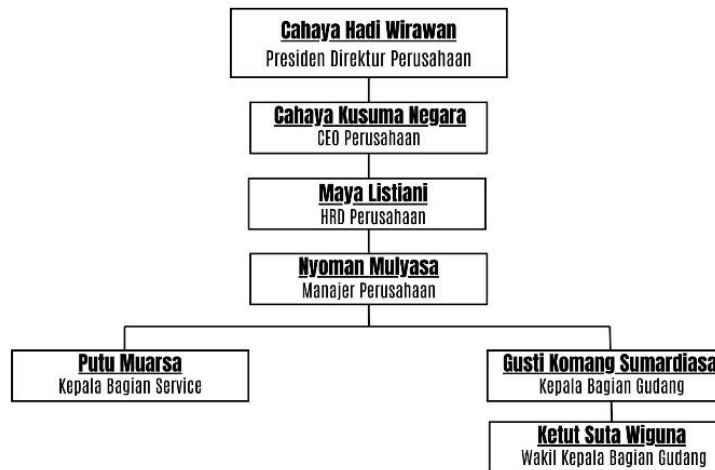 Cahaya Hadi Wirawan
Presiden Direktur Perusahaan
Cahaya Kusuma Negara
CEO Perusahaan
Maya Listiani
HRD Perusahaan
Nyoman Mulyasa
Manajer Perusahaan
Putu Muarsa
Kepala Bagian Service
Gusti Komang Sumardiasa
Kepala Bagian Gudang
Ketut Suta Wiguna
Wakil Kepala Bagian Gudang